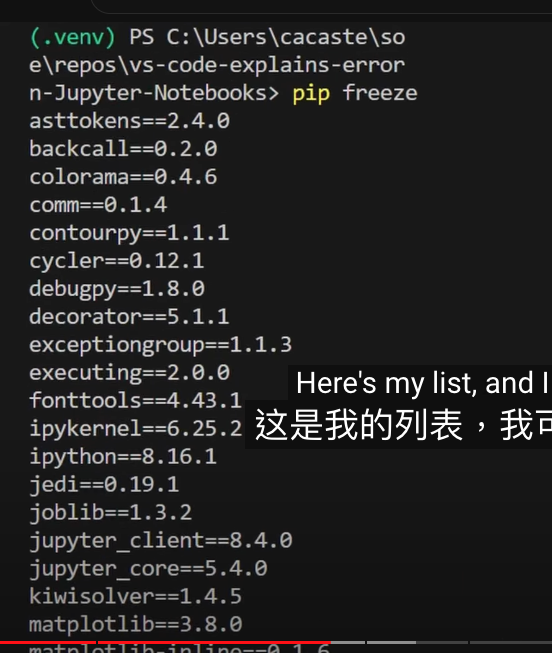 (.venv) PS C:\Users\cacaste\so
e\repos\vs-code-explains-error
n-Jupyter-Notebooks> pip freeze
asttokens==2.4.0
backcall==0.2.0
colorama==0.4.6
comm==0.1.4
contourpy==1.1.1
cycler==0.12.1
debugpy==1.8.0
decorator==5.1.1
exceptiongroup==1.1.3
executing==2.0.0
fonttools==4.43.1
ipykernel==6.25.2
ipython==8.16.1
jedi==0.19.1
joblib==1.3.2
jupyter_client==8.4.0
jupyter_core==5.4.0
kiwisolver==1.4.5
matplotlib==3.8.0
matplotlib-inline==0.1.6
Here's my list, and I
这是我的列表，我可